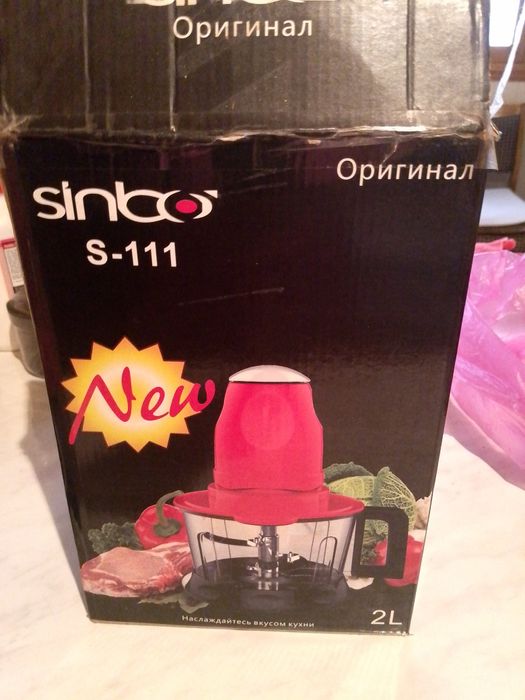 Оригинал
Оригинал
sinbo
S-111
New
Наслаждайтесь вкусом кухни
2L